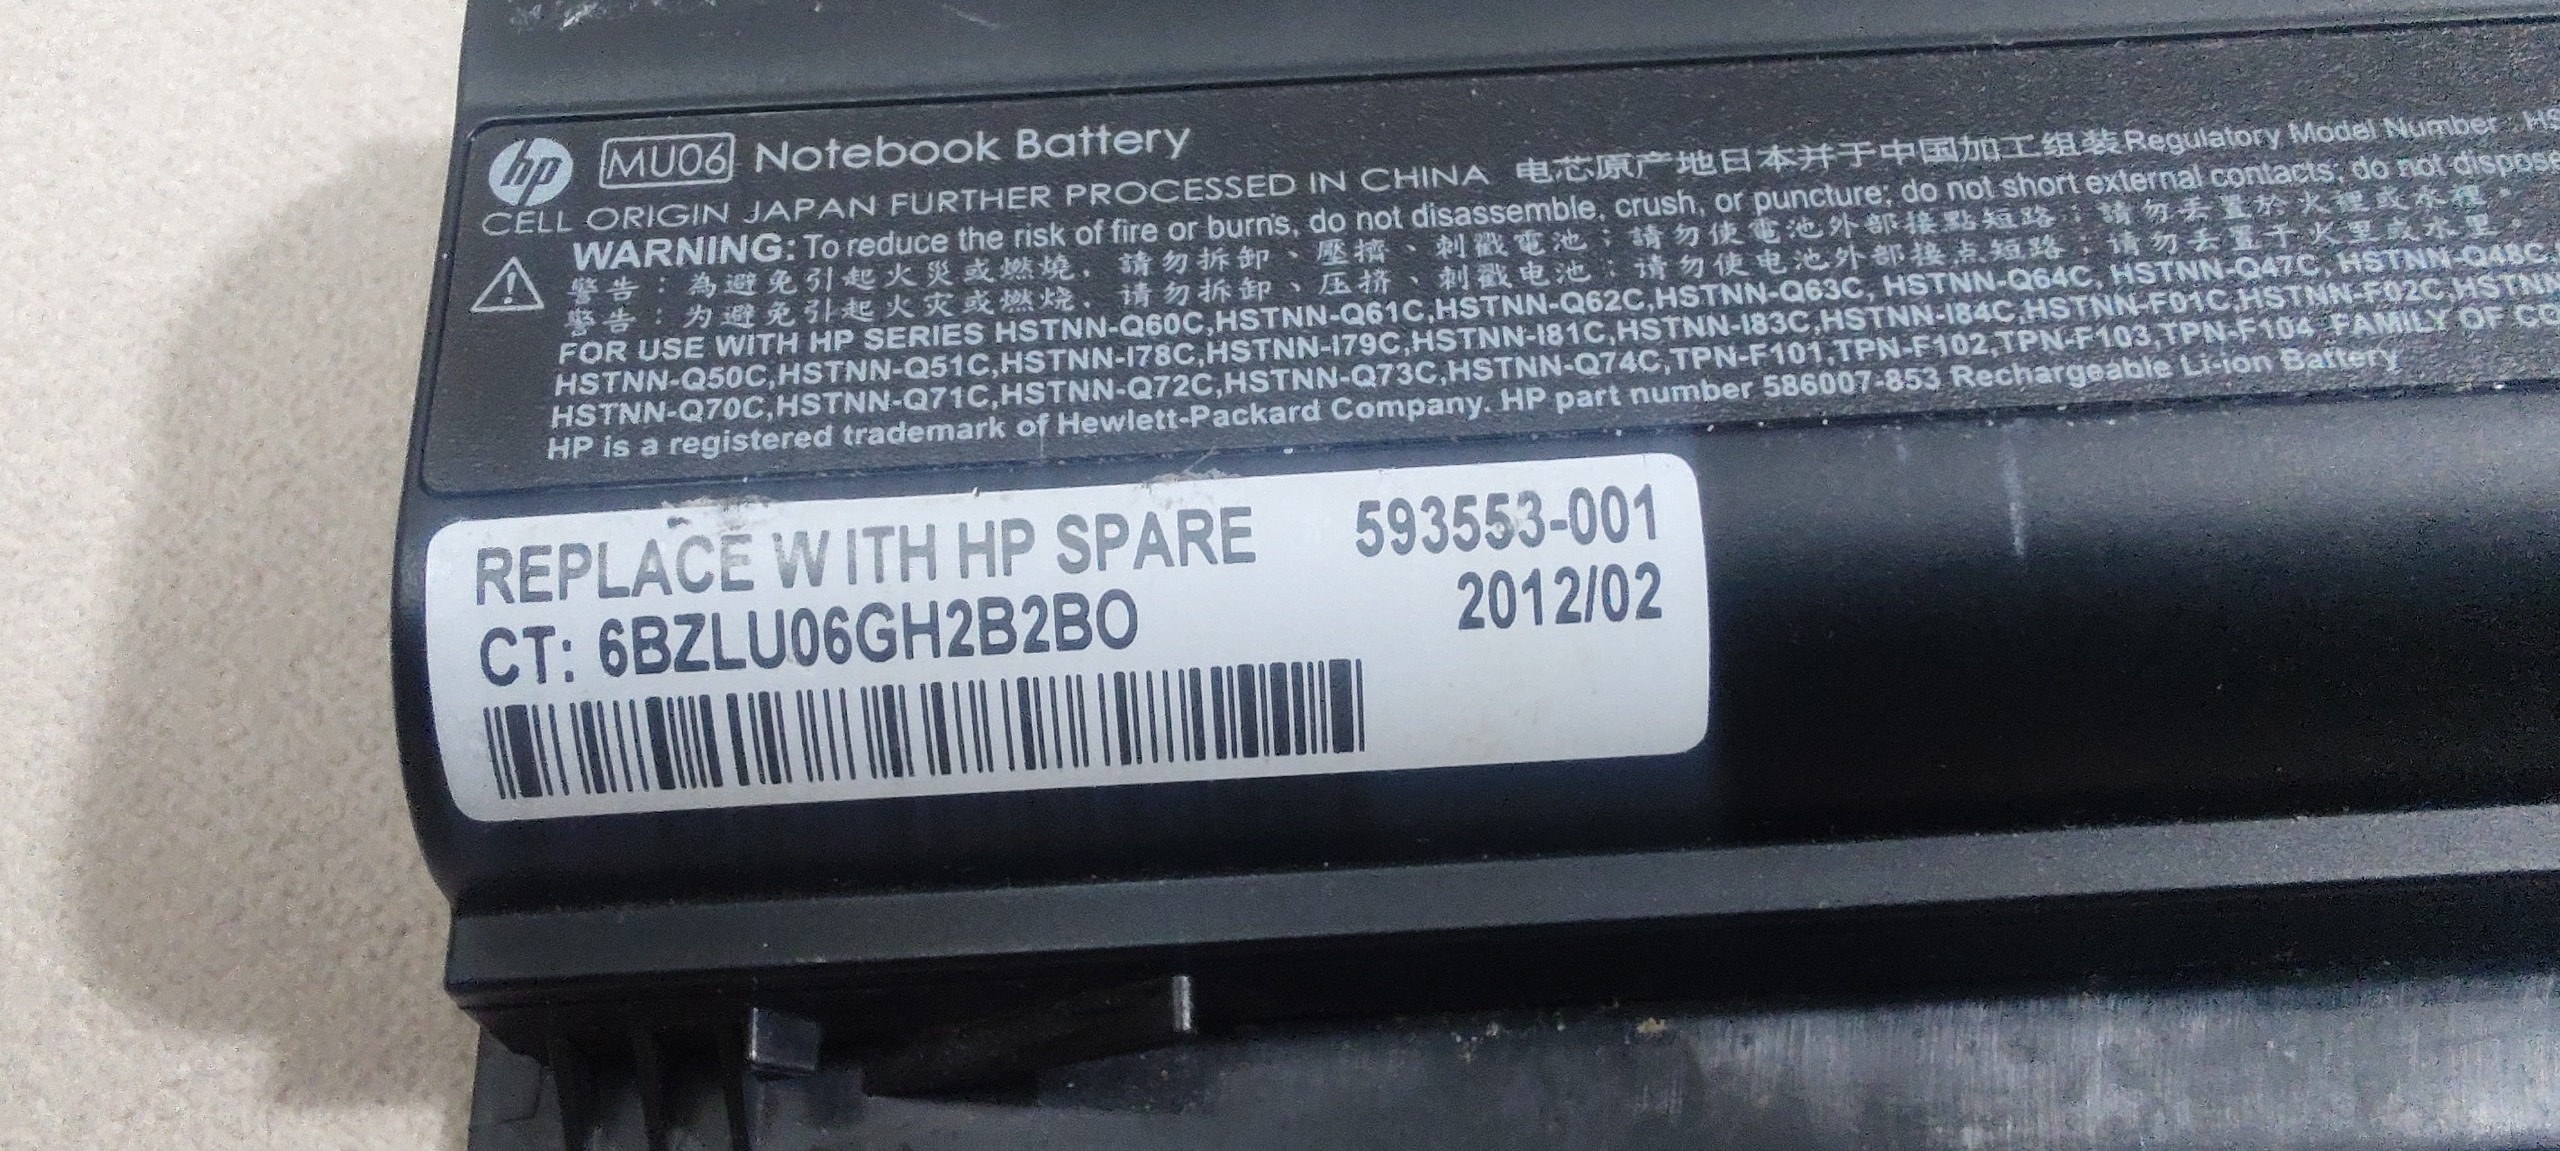 hp MU06 Notebook Battery
CELL ORIGIN JAPAN FURTHER PROCESSED IN CHINA 电芯原产地日本并于中国加工组装 Regulatory Model Number : HS
WARNING: To reduce the risk of fire or burns, do not disassemble, crush, or puncture; do not short external contacts; do not dispose
警告：為避免引起火災或燃燒，請勿拆卸、壓擠、刺戳電池；請勿使電池外部接點短路；請勿丟置於火裡或水裡。
警告：为避免引起火灾或燃烧，请勿拆卸、压挤、刺戳电池；请勿使电池外部接点短路；请勿丢置于火里或水里。
FOR USE WITH HP SERIES HSTNN-Q60C,HSTNN-Q61C,HSTNN-Q62C,HSTNN-Q63C, HSTNN-Q64C, HSTNN-Q47C, HSTNN-Q48C,
HSTNN-Q50C,HSTNN-Q51C,HSTNN-I78C,HSTNN-I79C,HSTNN-I81C,HSTNN-I83C,HSTNN-I84C,HSTNN-F01C,HSTNN-F02C,HSTNN
HSTNN-Q70C,HSTNN-Q71C,HSTNN-Q72C,HSTNN-Q73C,HSTNN-Q74C,TPN-F101,TPN-F102,TPN-F103,TPN-F104 FAMILY OF CO
HP is a registered trademark of Hewlett-Packard Company. HP part number 586007-853 Rechargeable Li-ion Battery
REPLACE WITH HP SPARE 593553-001
CT: 6BZLU06GH2B2BO 2012/02